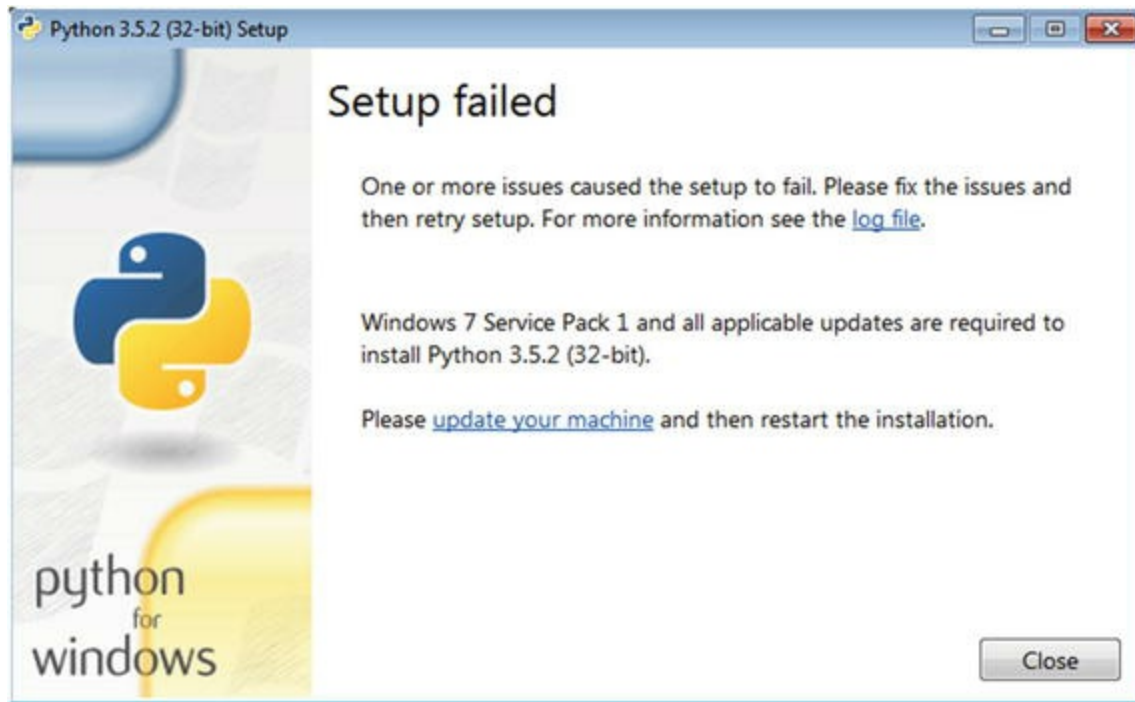 Python 3.5.2 (32-bit) Setup
Setup failed
One or more issues caused the setup to fail. Please fix the issues and
then retry setup. For more information see the log file.
Windows 7 Service Pack 1 and all applicable updates are required to
install Python 3.5.2 (32-bit).
Please update your machine and then restart the installation.
python
for
windows
Close